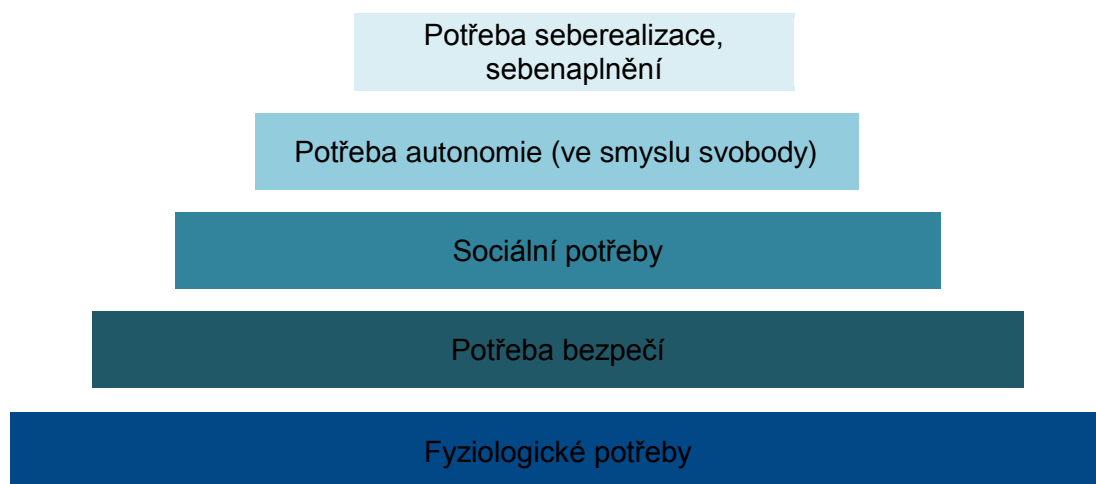 Potřeba seberealizace,
sebenaplnění
Potřeba autonomie (ve smyslu svobody)
Sociální potřeby
Potřeba bezpečí
Fyziologické potřeby